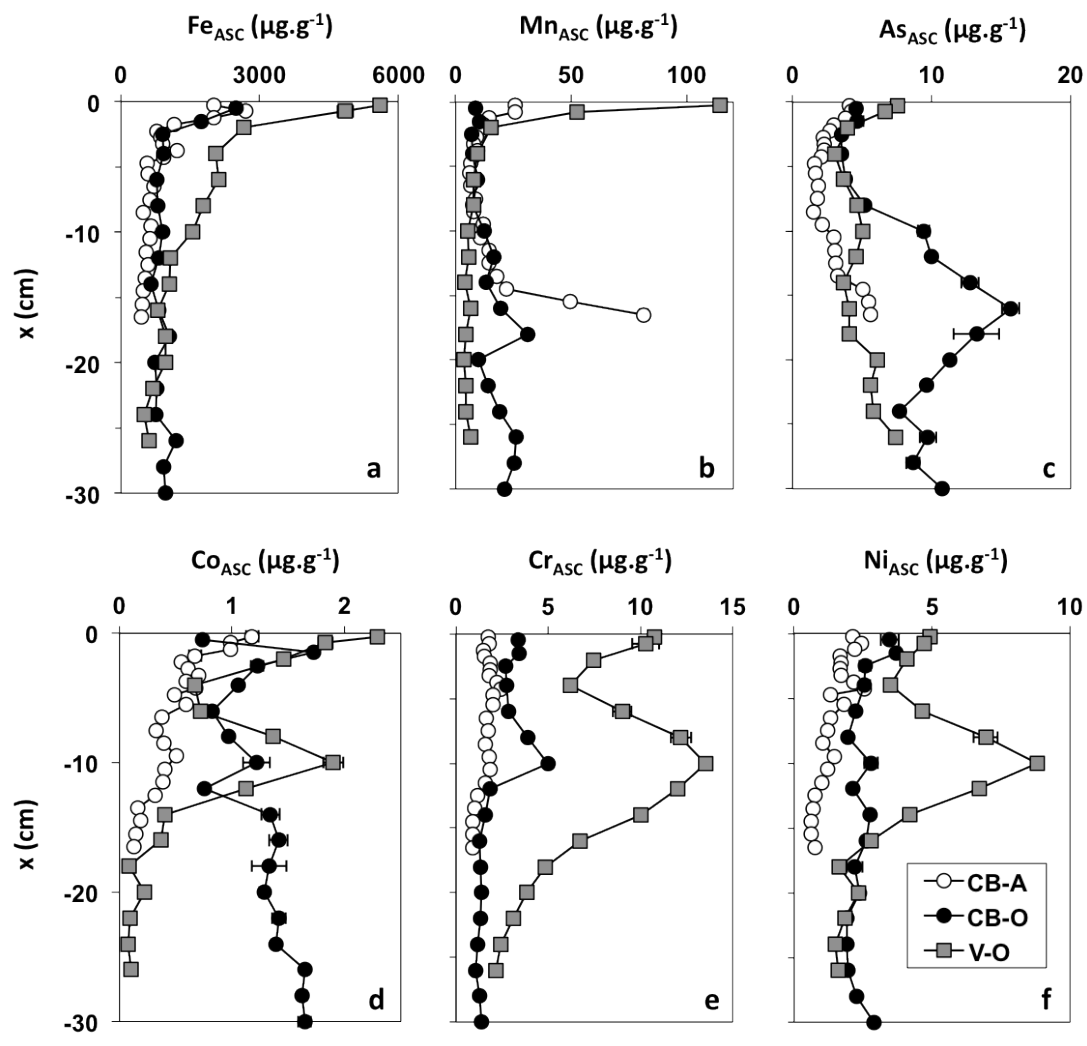 Fe_ASC (µg.g⁻¹) Mn_ASC (µg.g⁻¹) As_ASC (µg.g⁻¹)
0 3000 6000 0 50 100 0 10 20
0
-10
-20
-30
x (cm)
a b c
Co_ASC (µg.g⁻¹) Cr_ASC (µg.g⁻¹) Ni_ASC (µg.g⁻¹)
0 1 2 0 5 10 15 0 5 10
0
-10
-20
-30
x (cm)
CB-A
CB-O
V-O
d e f